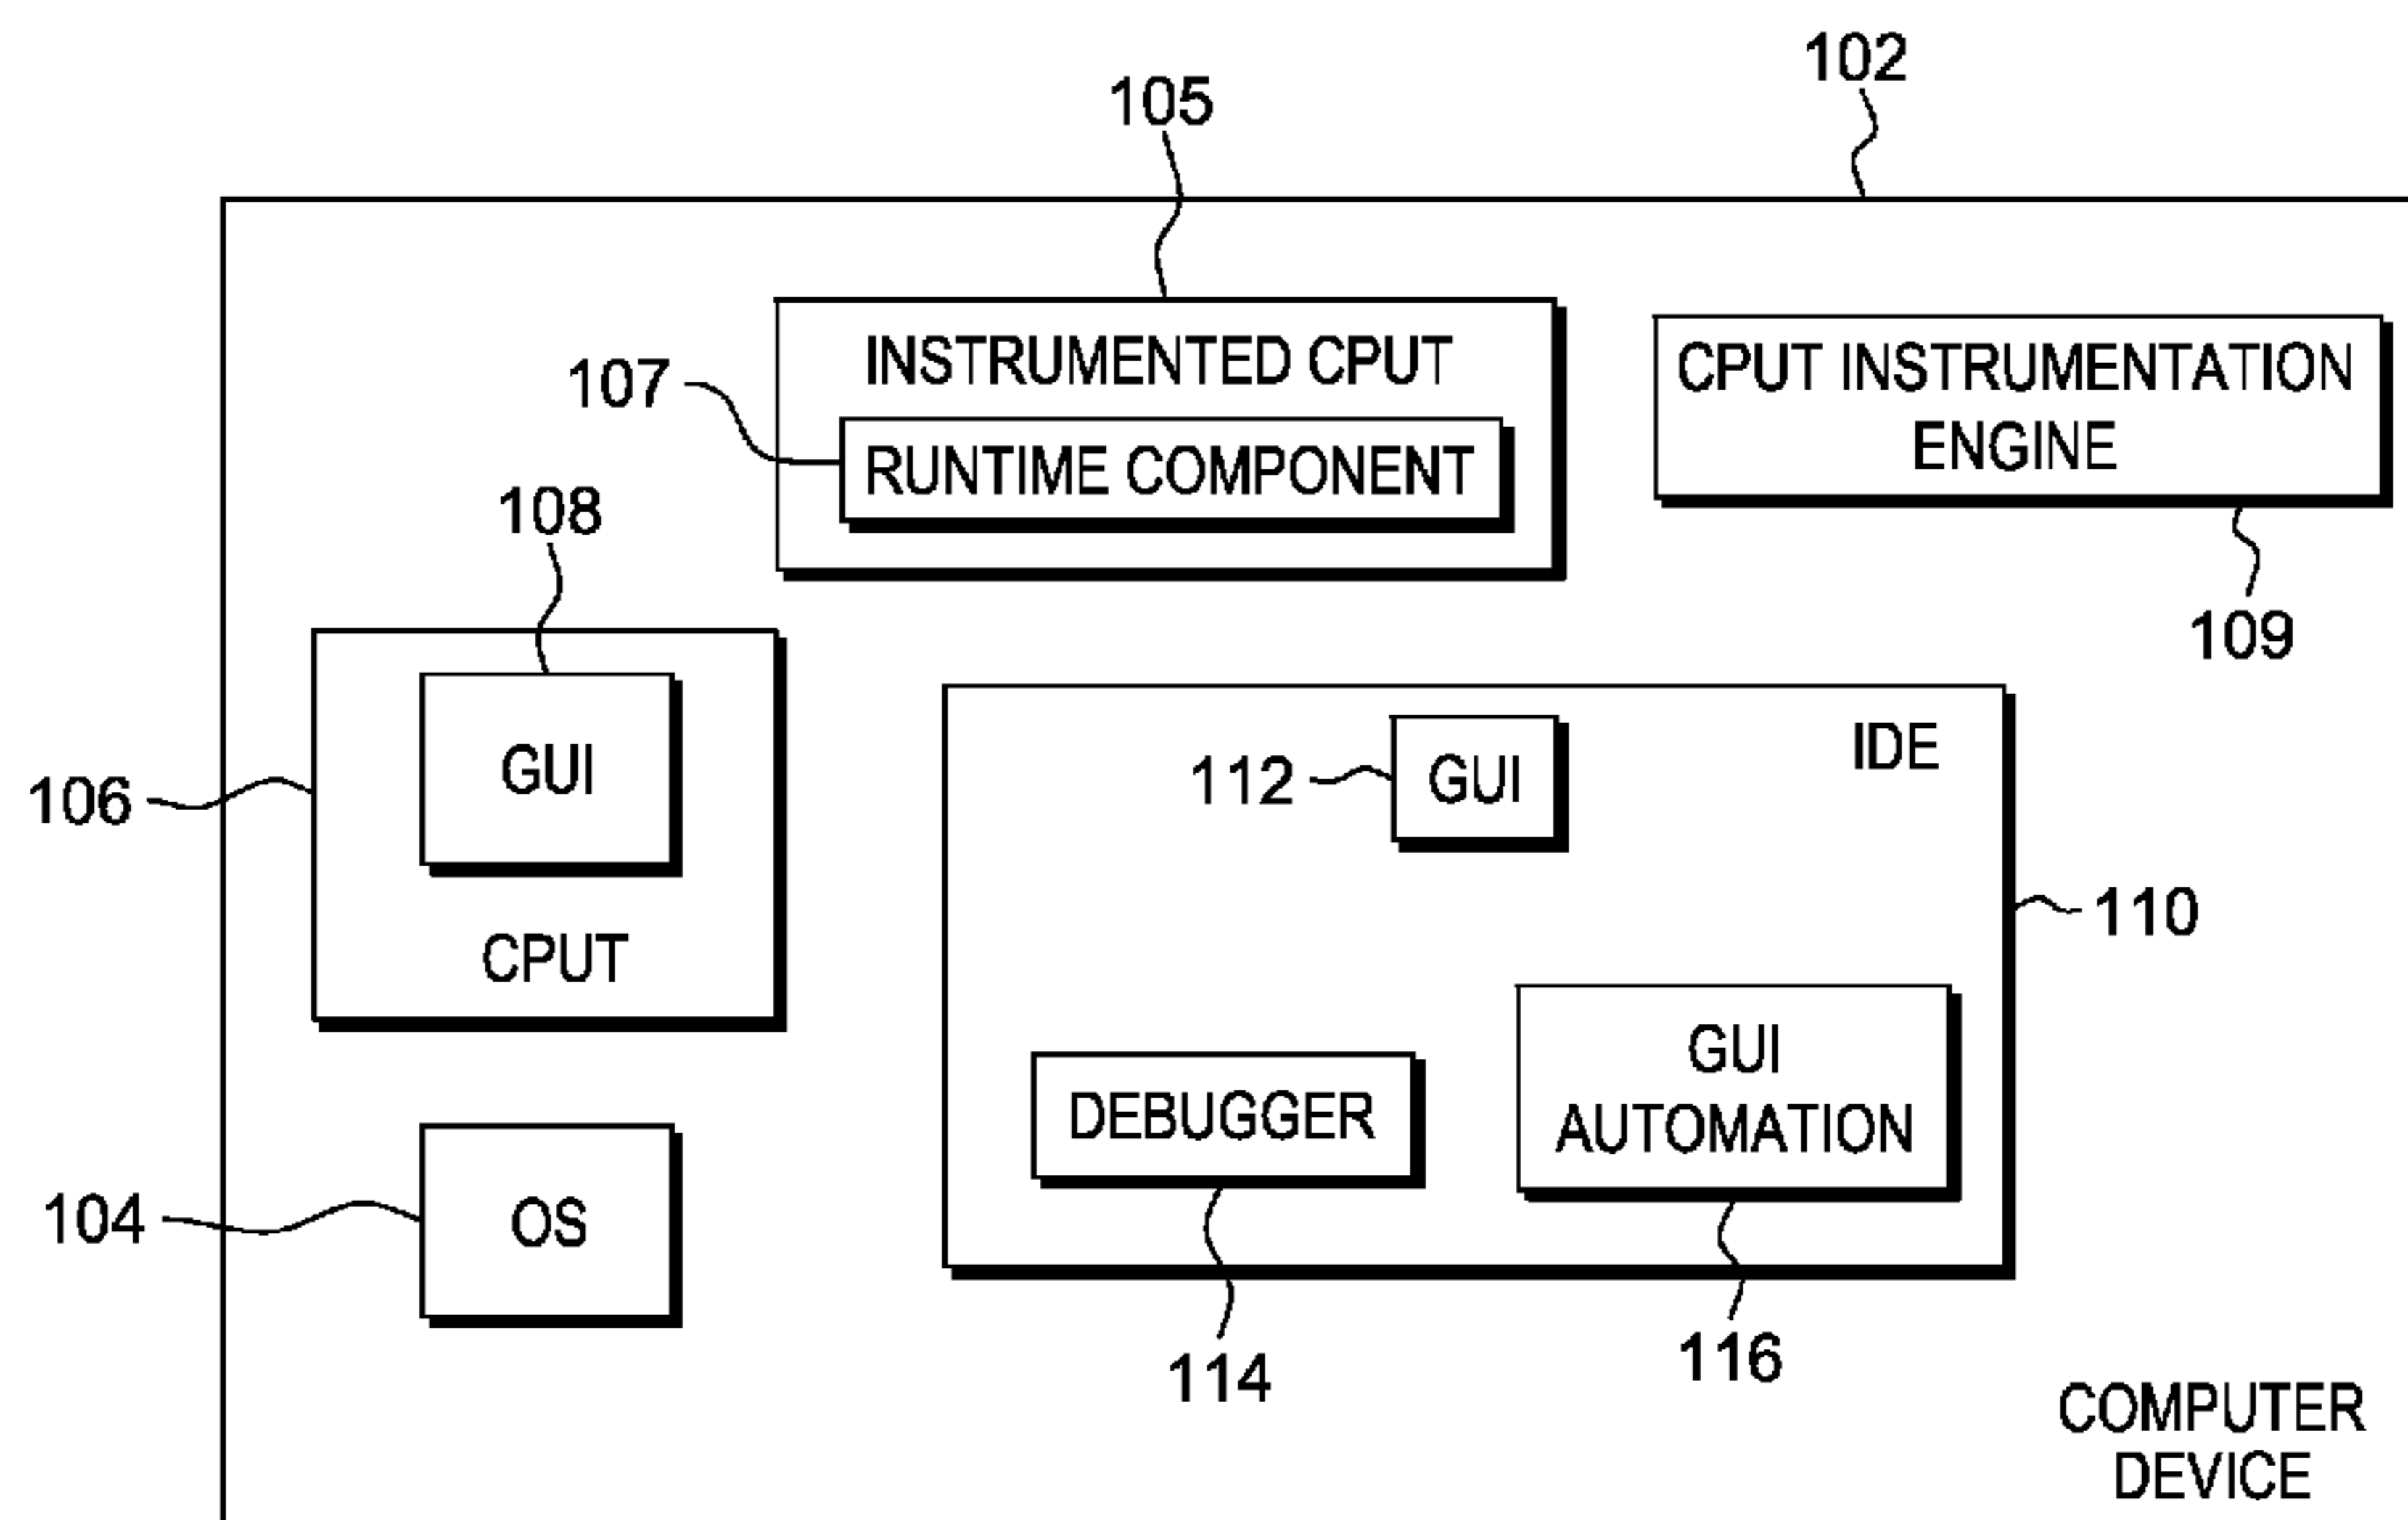 102
105
INSTRUMENTED CPUT
CPUT INSTRUMENTATION
ENGINE
107
RUNTIME COMPONENT
108
109
GUI
IDE
112
GUI
106
110
CPUT
GUI
AUTOMATION
DEBUGGER
104
OS
114
116
COMPUTER
DEVICE